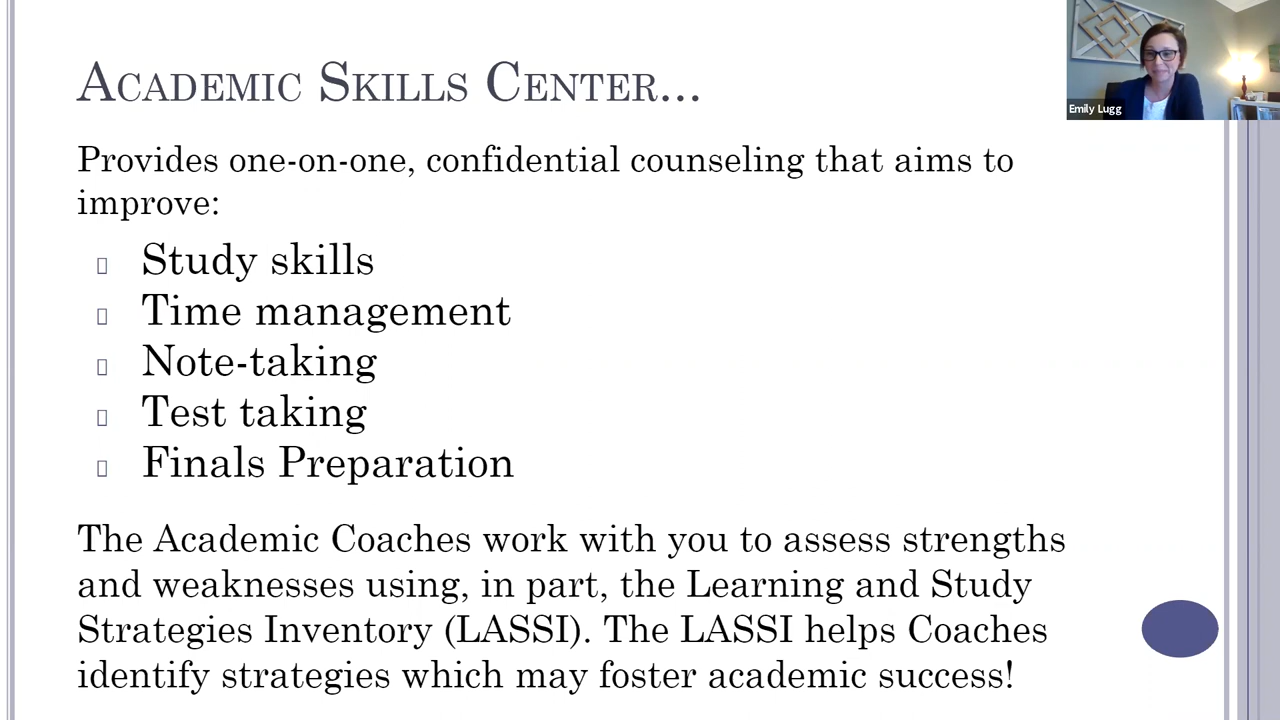 Academic Skills Center...
Emily Lugg
Provides one-on-one, confidential counseling that aims to
improve:
Study skills
Time management
Note-taking
Test taking
Finals Preparation
The Academic Coaches work with you to assess strengths
and weaknesses using, in part, the Learning and Study
Strategies Inventory (LASSI). The LASSI helps Coaches
identify strategies which may foster academic success!